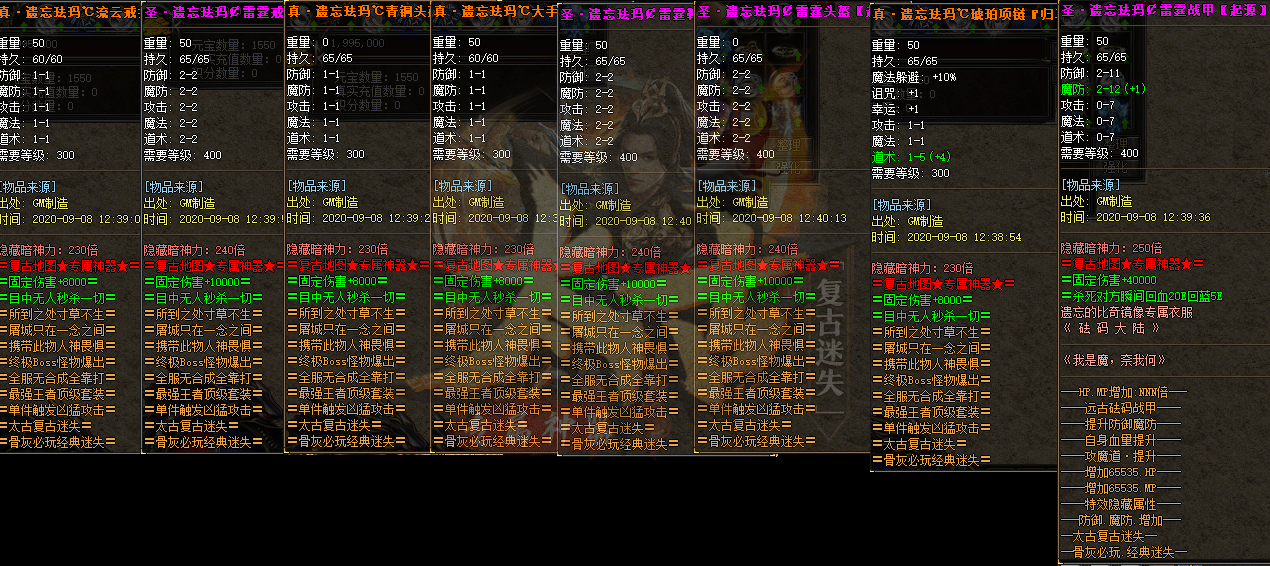 真·遗忘珐玛℃流云戒
重量: 50
持久: 60/60
防御: 1-1
魔防: 1-1
攻击: 1-1
魔法: 1-1
道术: 1-1
需要等级: 300
[物品来源]
出处: GM制造
时间: 2020-09-08 12:39:0
隐藏暗神力: 230倍
=复古地图★专属神器★=
=固定伤害+8000=
=目中无人秒杀一切=
=所到之处寸草不生=
=屠城只在一念之间=
=携带此物人神畏惧=
=终极Boss怪物爆出=
=全服无合成全靠打=
=最强王者顶级套装=
=单件触发凶猛攻击=
=太古复古迷失=
=骨灰必玩经典迷失=
圣·遗忘珐玛₡雷霆戒
重量: 50
持久: 65/65
防御: 2-2
魔防: 2-2
攻击: 2-2
魔法: 2-2
道术: 2-2
需要等级: 400
[物品来源]
出处: GM制造
时间: 2020-09-08 12:39:
隐藏暗神力: 240倍
=复古地图★专属神器★=
=固定伤害+10000=
=目中无人秒杀一切=
=所到之处寸草不生=
=屠城只在一念之间=
=携带此物人神畏惧=
=终极Boss怪物爆出=
=全服无合成全靠打=
=最强王者顶级套装=
=单件触发凶猛攻击=
=太古复古迷失=
=骨灰必玩经典迷失=
真·遗忘珐玛℃青铜头
重量: 0
持久: 65/65
防御: 1-1
魔防: 1-1
攻击: 1-1
魔法: 1-1
道术: 1-1
需要等级: 300
[物品来源]
出处: GM制造
时间: 2020-09-08 12:39:2
隐藏暗神力: 230倍
=复古地图★专属神器★=
=固定伤害+8000=
=目中无人秒杀一切=
=所到之处寸草不生=
=屠城只在一念之间=
=携带此物人神畏惧=
=终极Boss怪物爆出=
=全服无合成全靠打=
=最强王者顶级套装=
=单件触发凶猛攻击=
=太古复古迷失=
=骨灰必玩经典迷失=
真·遗忘珐玛℃大手
重量: 50
持久: 60/60
防御: 1-1
魔防: 1-1
攻击: 1-1
魔法: 1-1
道术: 1-1
需要等级: 300
[物品来源]
出处: GM制造
时间: 2020-09-08 12:3
隐藏暗神力: 230倍
=复古地图★专属神器
=固定伤害+8000=
=目中无人秒杀一切=
=所到之处寸草不生=
=屠城只在一念之间=
=携带此物人神畏惧=
=终极Boss怪物爆出=
=全服无合成全靠打=
=最强王者顶级套装=
=单件触发凶猛攻击=
=太古复古迷失=
=骨灰必玩经典迷失=
圣·遗忘珐玛₡雷霆
重量: 50
持久: 65/65
防御: 2-2
魔防: 2-2
攻击: 2-2
魔法: 2-2
道术: 2-2
需要等级: 400
[物品来源]
出处: GM制造
时间: 2020-09-08 12:40
隐藏暗神力: 240倍
=复古地图★专属神器★
=固定伤害+10000=
=目中无人秒杀一切=
=所到之处寸草不生=
=屠城只在一念之间=
=携带此物人神畏惧=
=终极Boss怪物爆出=
=全服无合成全靠打=
=最强王者顶级套装=
=单件触发凶猛攻击=
=太古复古迷失=
=骨灰必玩经典迷失=
圣·遗忘珐玛₡雷霆头盔【
重量: 0
持久: 65/65
防御: 2-2
魔防: 2-2
攻击: 2-2
魔法: 2-2
道术: 2-2
需要等级: 400
[物品来源]
出处: GM制造
时间: 2020-09-08 12:40:13
隐藏暗神力: 240倍
=复古地图★专属神器★=
=固定伤害+10000=
=目中无人秒杀一切=
=所到之处寸草不生=
=屠城只在一念之间=
=携带此物人神畏惧=
=终极Boss怪物爆出=
=全服无合成全靠打=
=最强王者顶级套装=
=单件触发凶猛攻击=
=太古复古迷失=
=骨灰必玩经典迷失=
复古迷失
真·遗忘珐玛℃琥珀项链『归
重量: 50
持久: 65/65
魔法躲避: +10%
诅咒: +1
幸运: +1
攻击: 1-1
魔法: 1-1
道术: 1-5(+4)
需要等级: 300
[物品来源]
出处: GM制造
时间: 2020-09-08 12:38:54
隐藏暗神力: 230倍
=复古地图★专属神器★=
=固定伤害+8000=
=目中无人秒杀一切=
=所到之处寸草不生=
=屠城只在一念之间=
=携带此物人神畏惧=
=终极Boss怪物爆出=
=全服无合成全靠打=
=最强王者顶级套装=
=单件触发凶猛攻击=
=太古复古迷失=
=骨灰必玩经典迷失=
圣·遗忘珐玛₡雷霆战甲【起源】
重量: 50
持久: 65/65
防御: 2-11
魔防: 2-12(+1)
攻击: 0-7
魔法: 0-7
道术: 0-7
需要等级: 400
[物品来源]
出处: GM制造
时间: 2020-09-08 12:39:36
隐藏暗神力: 250倍
=复古地图★专属神器★=
=固定伤害+40000
=杀死对方瞬间回血20E回蓝5E
遗忘的比奇镜像专属衣服
《 砝 码 大 陆 》
《我是魔,奈我何》
——HP.MP增加:NNN倍——
——远古砝码战甲——
——提升防御魔防——
——自身血量提升——
——攻魔道·提升——
——增加65535.HP——
——增加65535.MP——
——特效隐藏属性——
—防御.魔防.增加—
—太古复古迷失—
—骨灰必玩.经典迷失—